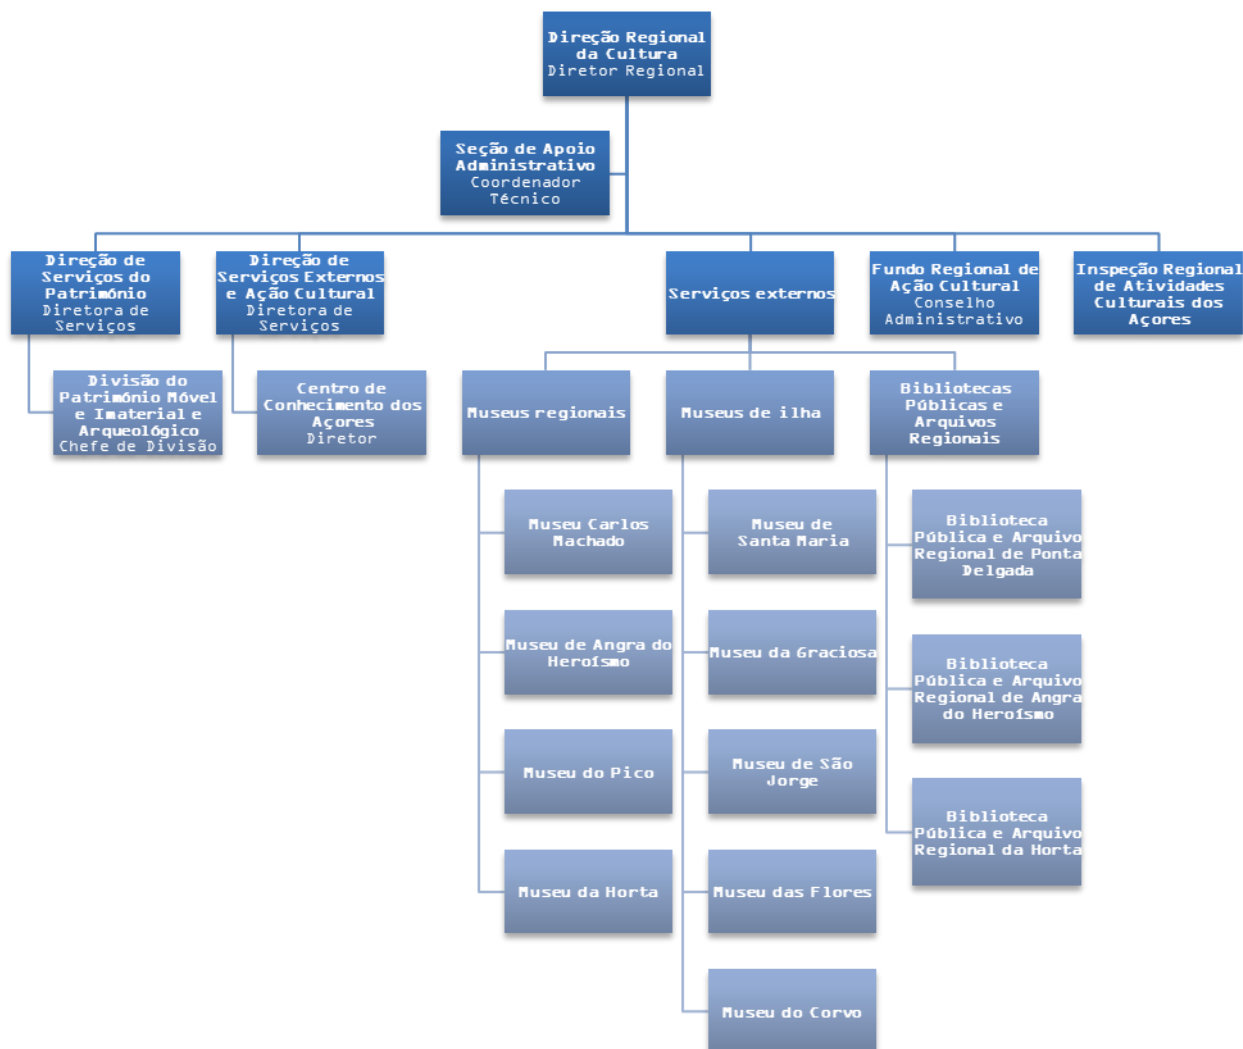 Direção Regional
da Cultura
Diretor Regional
Seção de Apoio
Administrativo
Coordenador
Técnico
Direção de
Serviços do
Património
Diretora de
Serviços
Direção de
Serviços Externos
e Ação Cultural
Diretora de
Serviços
Serviços externos
Fundo Regional de
Ação Cultural
Conselho
Administrativo
Inspeção Regional
de Atividades
Culturais dos
Açores
Divisão do
Património Móvel
e Imaterial e
Arqueológico
Chefe de Divisão
Centro de
Conhecimento dos
Açores
Diretor
Museus regionais
Museus de ilha
Bibliotecas
Públicas e
Arquivos
Regionais
Museu Carlos
Machado
Museu de Angra do
Heroísmo
Museu do Pico
Museu da Horta
Museu de
Santa Maria
Museu da Graciosa
Museu de São
Jorge
Museu das Flores
Museu do Corvo
Biblioteca
Pública e Arquivo
Regional de Ponta
Delgada
Biblioteca
Pública e Arquivo
Regional de Angra
do Heroísmo
Biblioteca
Pública e Arquivo
Regional da Horta